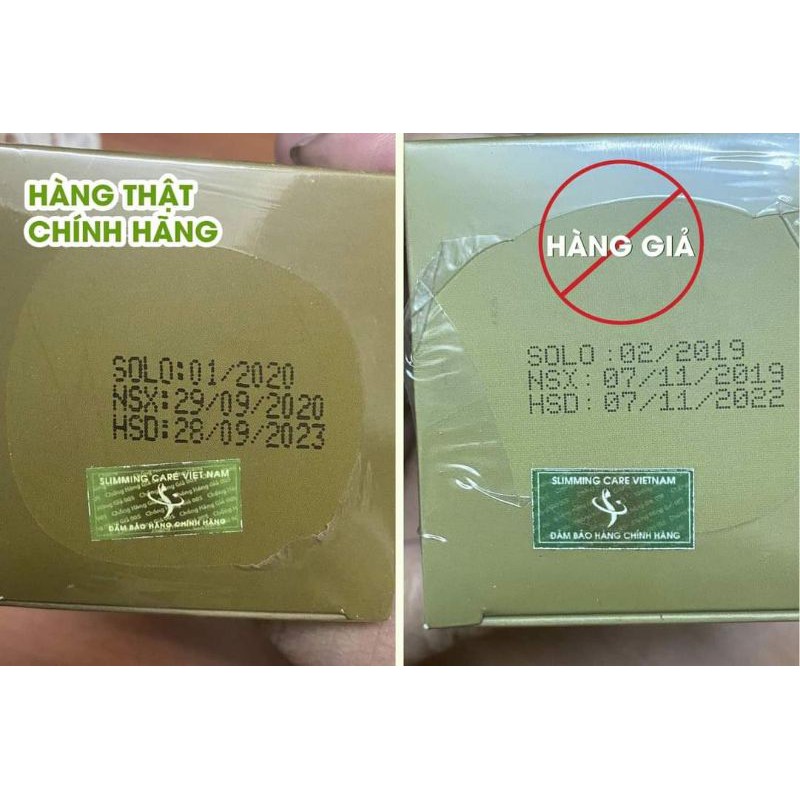 HÀNG THẬT
CHÍNH HÃNG
SOLO:01/2020
NSX:29/09/2020
HSD:28/09/2023
SLIMMING CARE VIET NAM
ĐẢM BẢO HÀNG CHÍNH HÃNG
HÀNG GIẢ
SOLO :02/2019
NSX: 07/11/2019
HSD: 07/11/2022
SLIMMING CARE VIETNAM
ĐẢM BẢO HÀNG CHÍNH HÃNG